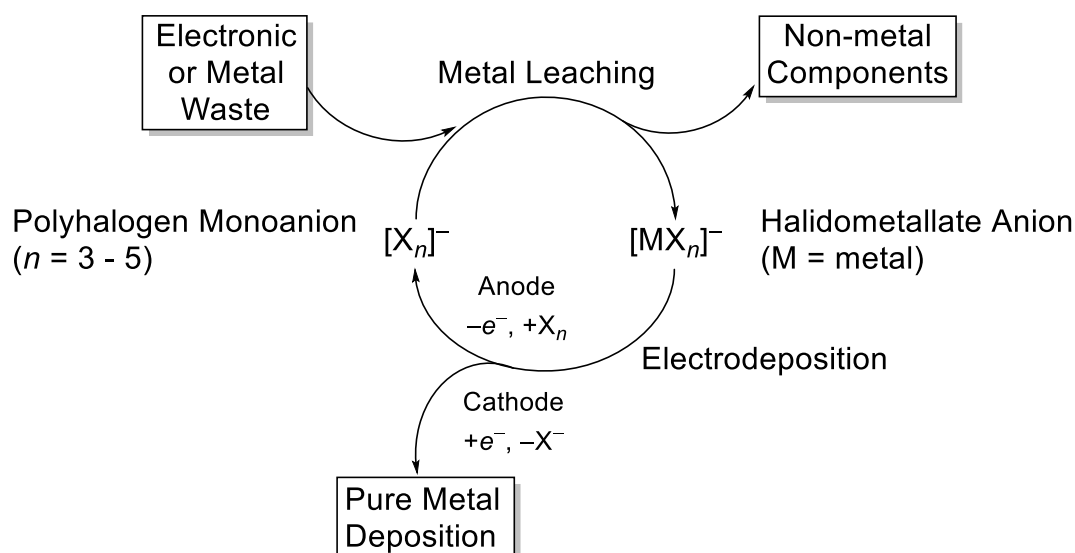 Electronic
or Metal
Waste
Metal Leaching
Non-metal
Components
Polyhalogen Monoanion
(n = 3 - 5)
[Xₙ]⁻
[MXₙ]⁻
Halidometallate Anion
(M = metal)
Anode
–e⁻, +Xₙ
Electrodeposition
Cathode
+e⁻, –X⁻
Pure Metal
Deposition